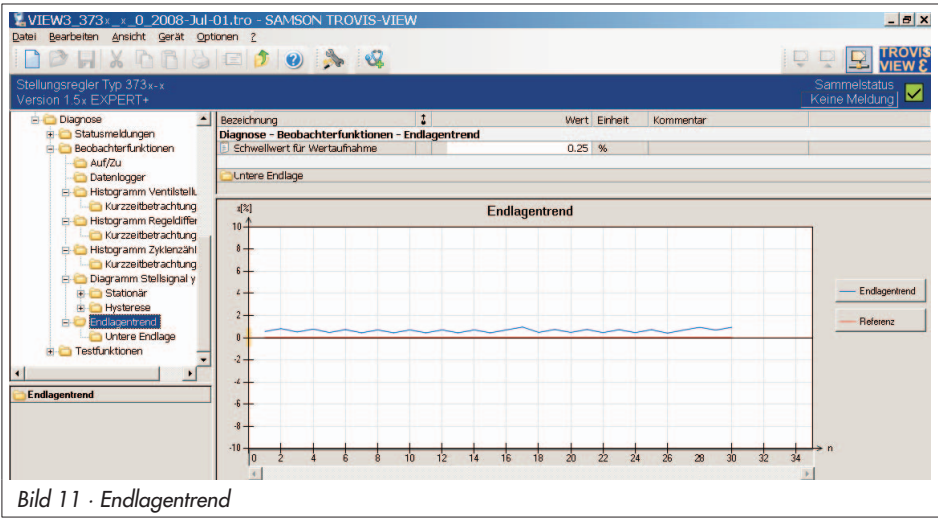 VIEW3_373x_x_0_2008-Jul-01.tro - SAMSON TROVIS-VIEW
Datei Bearbeiten Ansicht Gerät Optionen ?
TROVIS
VIEW 3
Stellungsregler Typ 373x-x
Version 1.5x EXPERT+
Sammelstatus
Keine Meldung
Diagnose
Statusmeldungen
Beobachterfunktionen
Auf/Zu
Datenlogger
Histogramm Ventilstellu
Kurzzeitbetrachtung
Histogramm Regeldiffer
Kurzzeitbetrachtung
Histogramm Zyklenzähl
Kurzzeitbetrachtung
Diagramm Stellsignal y
Stationär
Hysterese
Endlagentrend
Untere Endlage
Testfunktionen
Endlagentrend
Bezeichnung Wert Einheit Kommentar
Diagnose - Beobachterfunktionen - Endlagentrend
Schwellwert für Wertaufnahme 0.25 %
Untere Endlage
Endlagentrend
10
8
6
4
2
0
-2
-4
-6
-8
-10
0 2 4 6 8 10 12 14 16 18 20 22 24 26 28 30 32 34 n
Endlagentrend
Referenz
Bild 11 · Endlagentrend